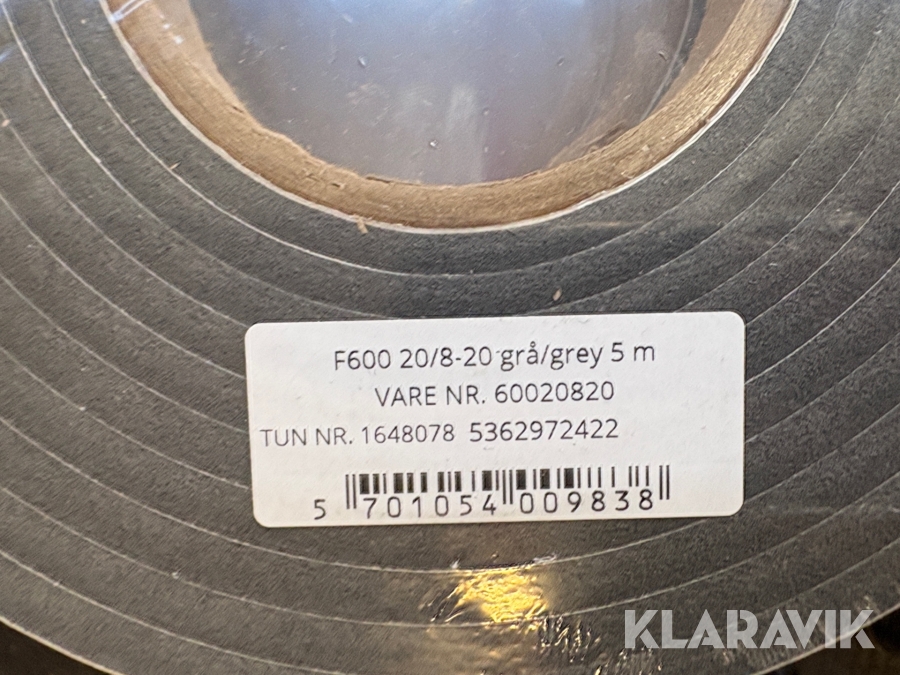 F600 20/8-20 grå/grey 5 m
VARE NR. 60020820
TUN NR. 1648078 5362972422
5 701054 009838
KLARAVIK